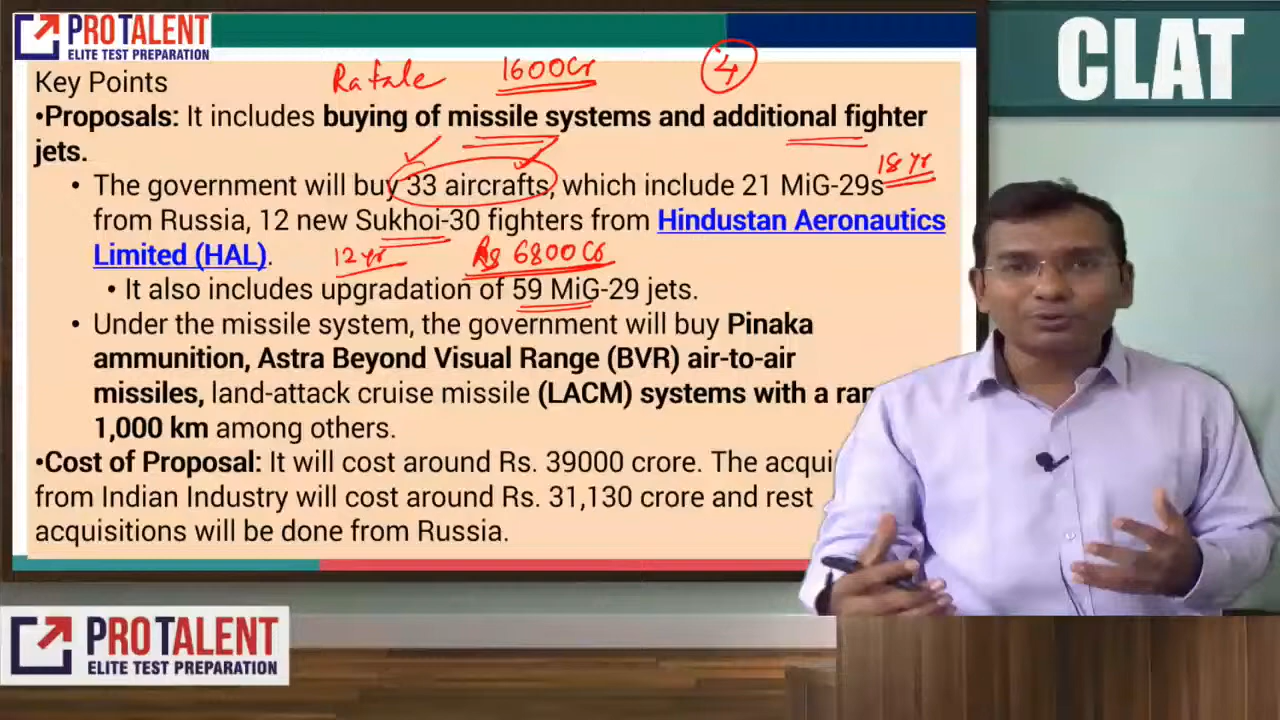 PROTALENT
ELITE TEST PREPARATION
CLAT
Rafale 1600Cr 4
Key Points
•Proposals: It includes buying of missile systems and additional fighter
jets.
18 yr
• The government will buy 33 aircrafts, which include 21 MiG-29s
from Russia, 12 new Sukhoi-30 fighters from Hindustan Aeronautics
Limited (HAL).
12 yr Rs 6800 Cr
• It also includes upgradation of 59 MiG-29 jets.
• Under the missile system, the government will buy Pinaka
ammunition, Astra Beyond Visual Range (BVR) air-to-air
missiles, land-attack cruise missile (LACM) systems with a ran
1,000 km among others.
•Cost of Proposal: It will cost around Rs. 39000 crore. The acqui
from Indian Industry will cost around Rs. 31,130 crore and rest
acquisitions will be done from Russia.
PROTALENT
ELITE TEST PREPARATION